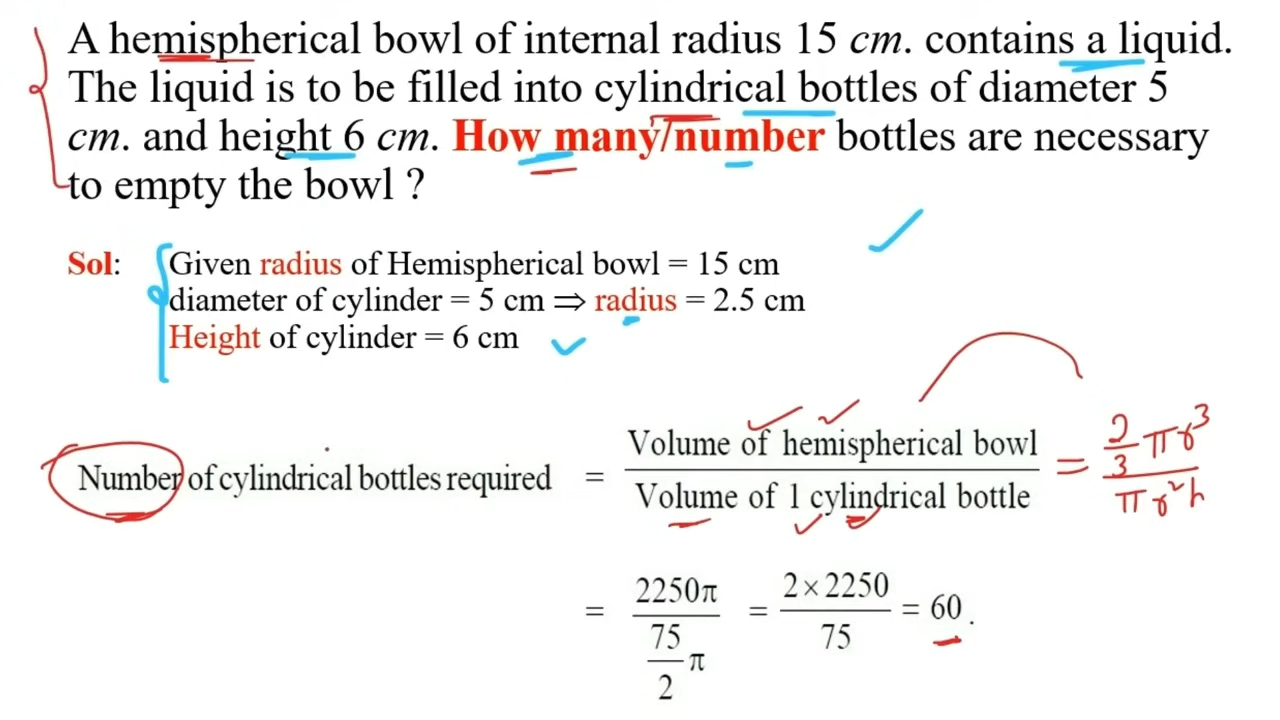 A hemispherical bowl of internal radius 15 cm. contains a liquid.
The liquid is to be filled into cylindrical bottles of diameter 5
cm. and height 6 cm. How many/number bottles are necessary
to empty the bowl ?
Sol: Given radius of Hemispherical bowl = 15 cm
diameter of cylinder = 5 cm ⇒ radius = 2.5 cm
Height of cylinder = 6 cm
Number of cylindrical bottles required = Volume of hemispherical bowl / Volume of 1 cylindrical bottle = 2/3 πr³ / πr²h
= 2250π / (75/2)π = 2×2250 / 75 = 60.